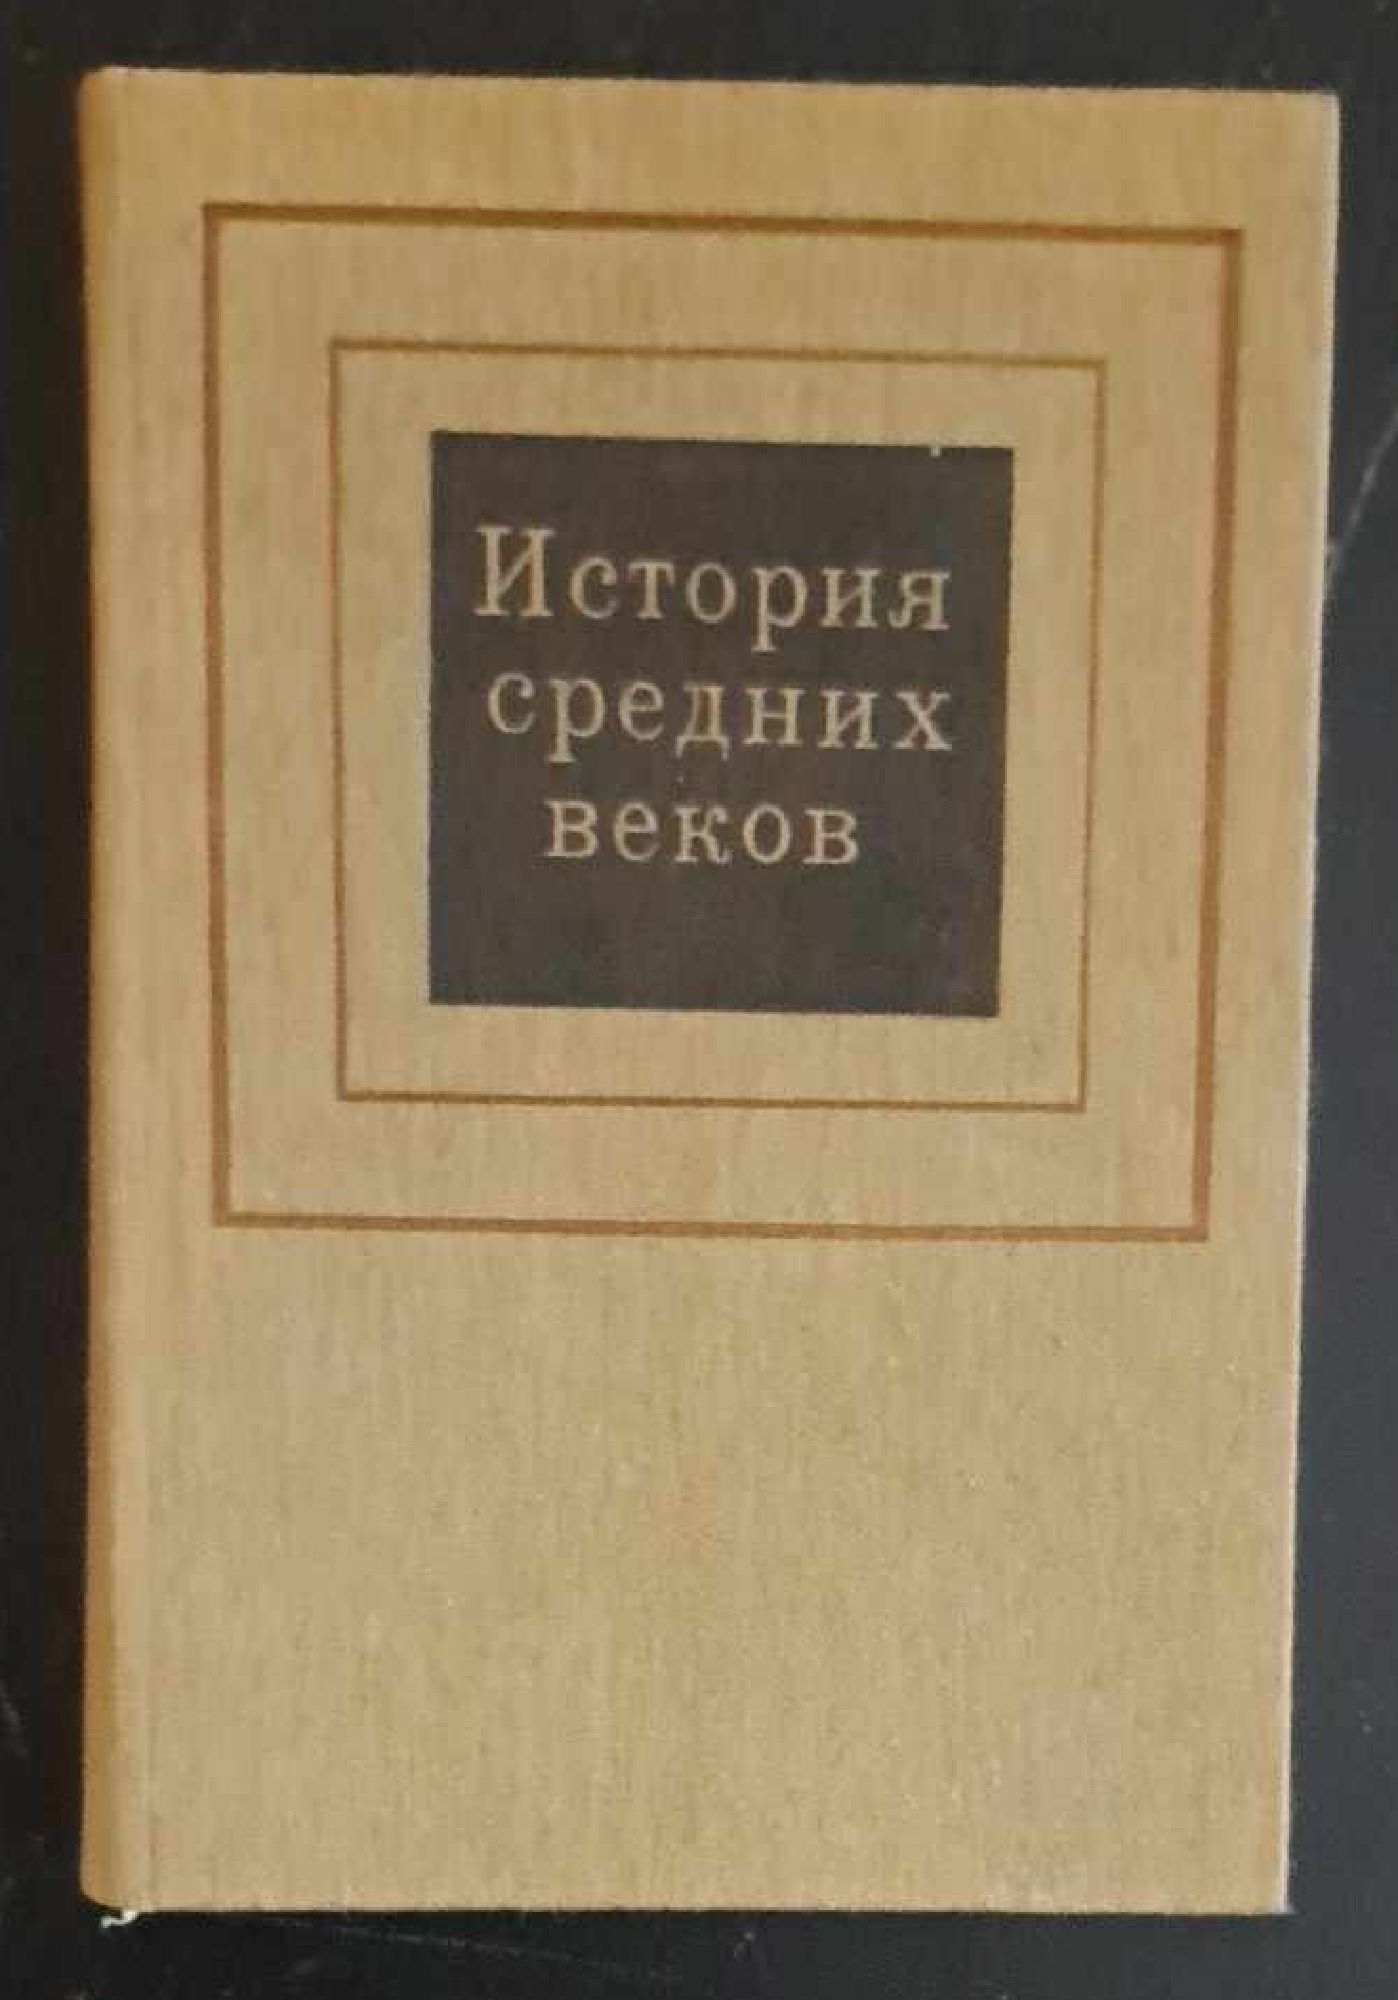 История
средних
веков